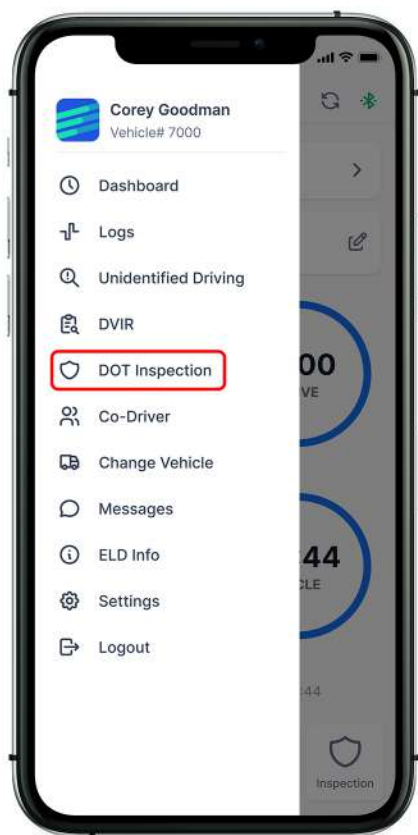 Corey Goodman
Vehicle# 7000
Dashboard
Logs
Unidentified Driving
DVIR
DOT Inspection
Co-Driver
Change Vehicle
Messages
ELD Info
Settings
Logout
00
VE
:44
CLE
:44
Inspection